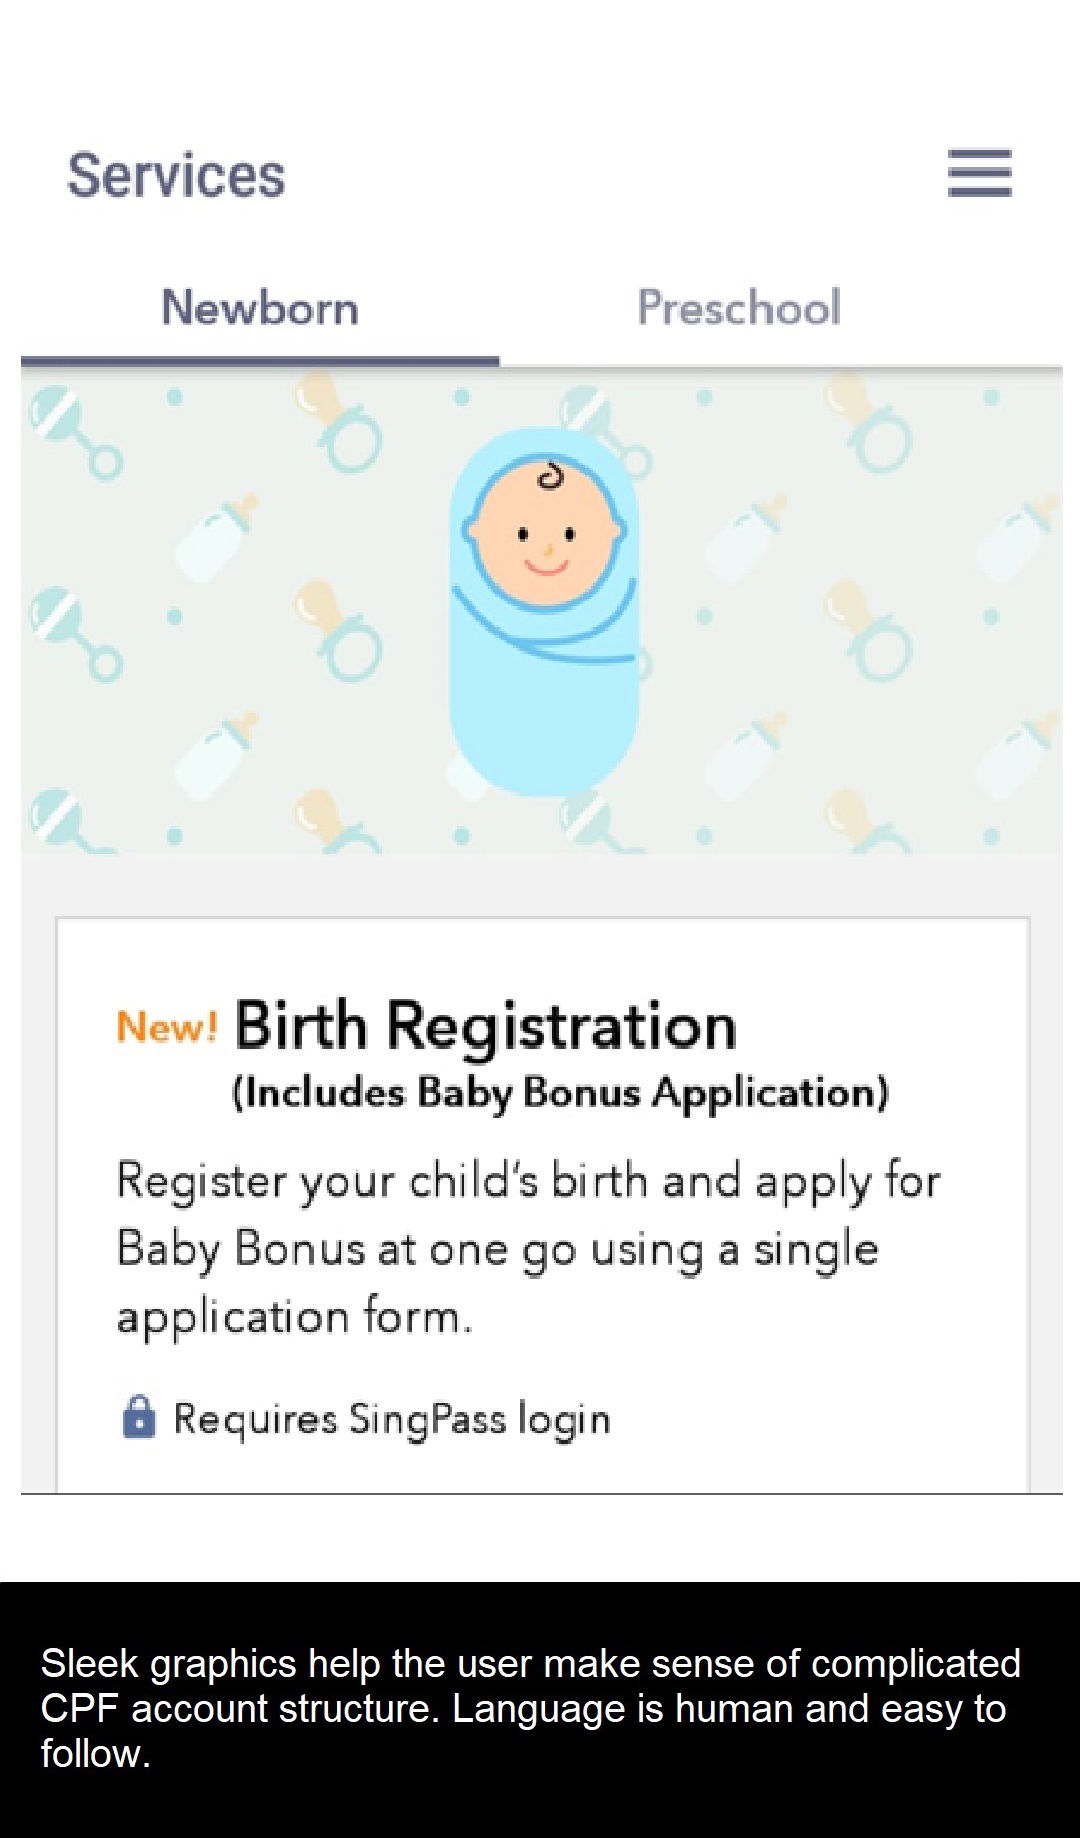 Services
Newborn Preschool
New! Birth Registration
(Includes Baby Bonus Application)
Register your child's birth and apply for
Baby Bonus at one go using a single
application form.
Requires SingPass login
Sleek graphics help the user make sense of complicated
CPF account structure. Language is human and easy to
follow.